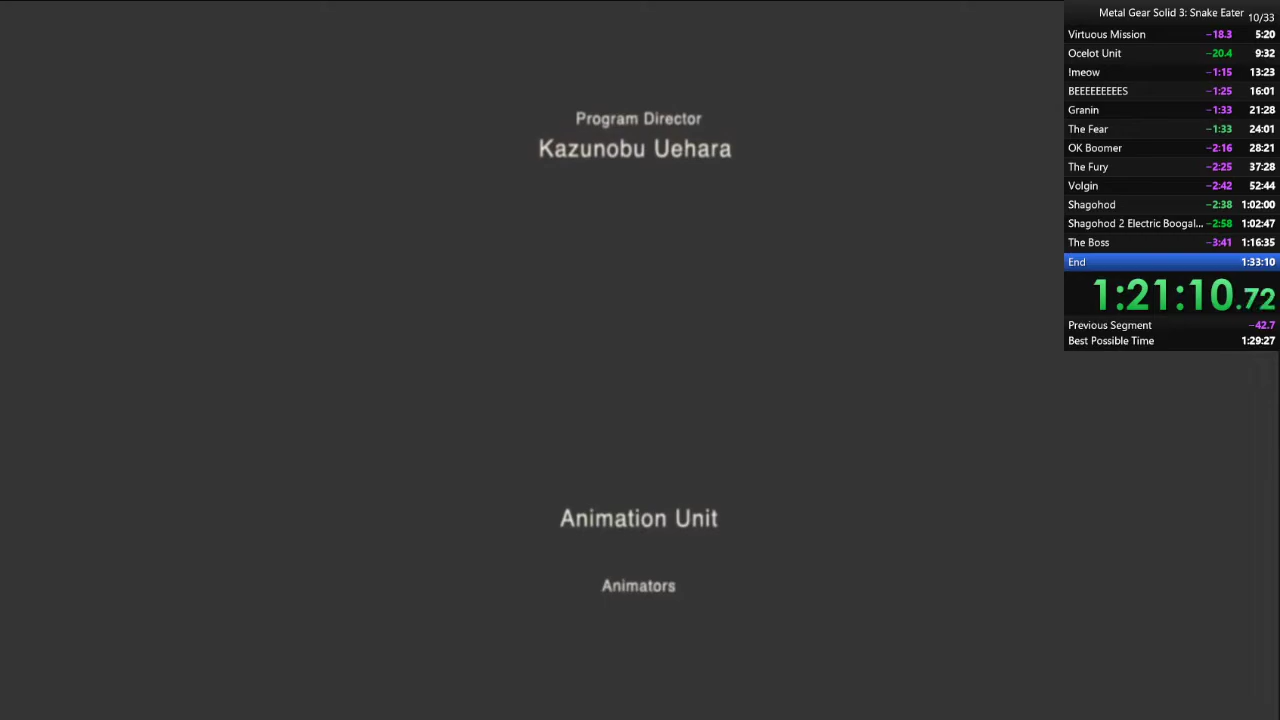 Program Director
Kazunobu Uehara
Animation Unit
Animators
Metal Gear Solid 3: Snake Eater 10/33
Virtuous Mission −18.3 5:20
Ocelot Unit −20.4 9:32
!meow −1:15 13:23
BEEEEEEEEES −1:25 16:01
Granin −1:33 21:28
The Fear −1:33 24:01
OK Boomer −2:16 28:21
The Fury −2:25 37:28
Volgin −2:42 52:44
Shagohod −2:38 1:02:00
Shagohod 2 Electric Boogal... −2:58 1:02:47
The Boss −3:41 1:16:35
End 1:33:10
1:21:10.72
Previous Segment −42.7
Best Possible Time 1:29:27